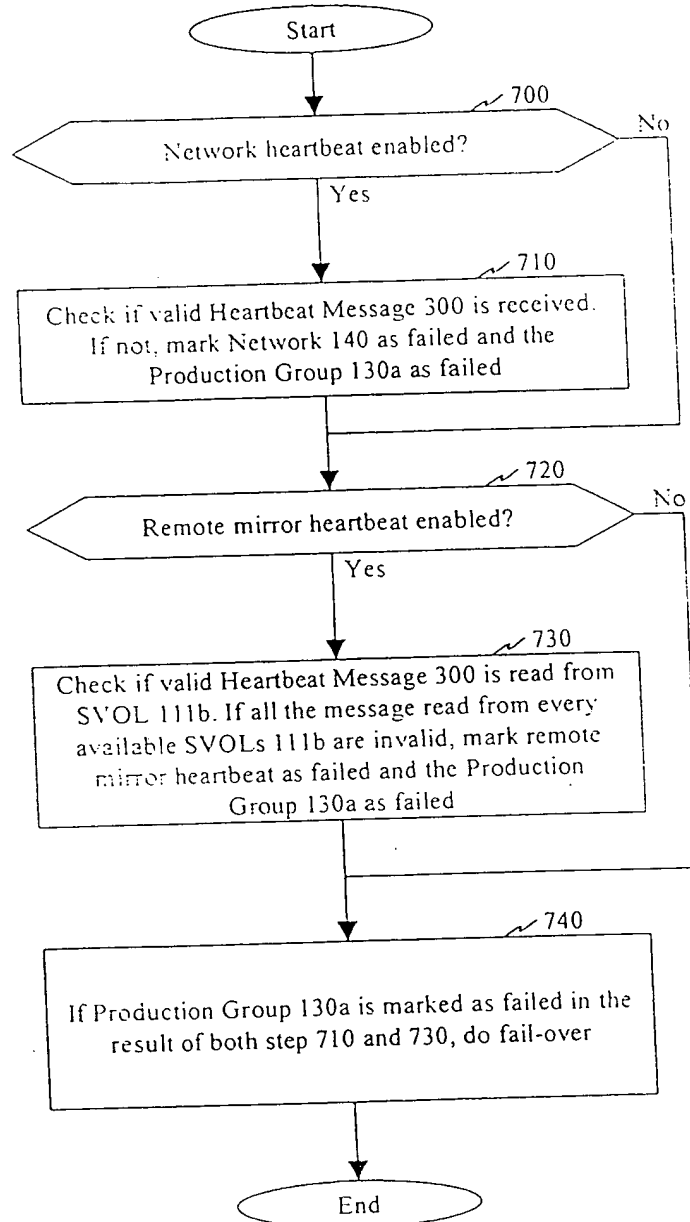 Start
700
Network heartbeat enabled?
No
Yes
710
Check if valid Heartbeat Message 300 is received.
If not, mark Network 140 as failed and the
Production Group 130a as failed
720
Remote mirror heartbeat enabled?
No
Yes
730
Check if valid Heartbeat Message 300 is read from
SVOL 111b. If all the message read from every
available SVOLs 111b are invalid, mark remote
mirror heartbeat as failed and the Production
Group 130a as failed
740
If Production Group 130a is marked as failed in the
result of both step 710 and 730, do fail-over
End